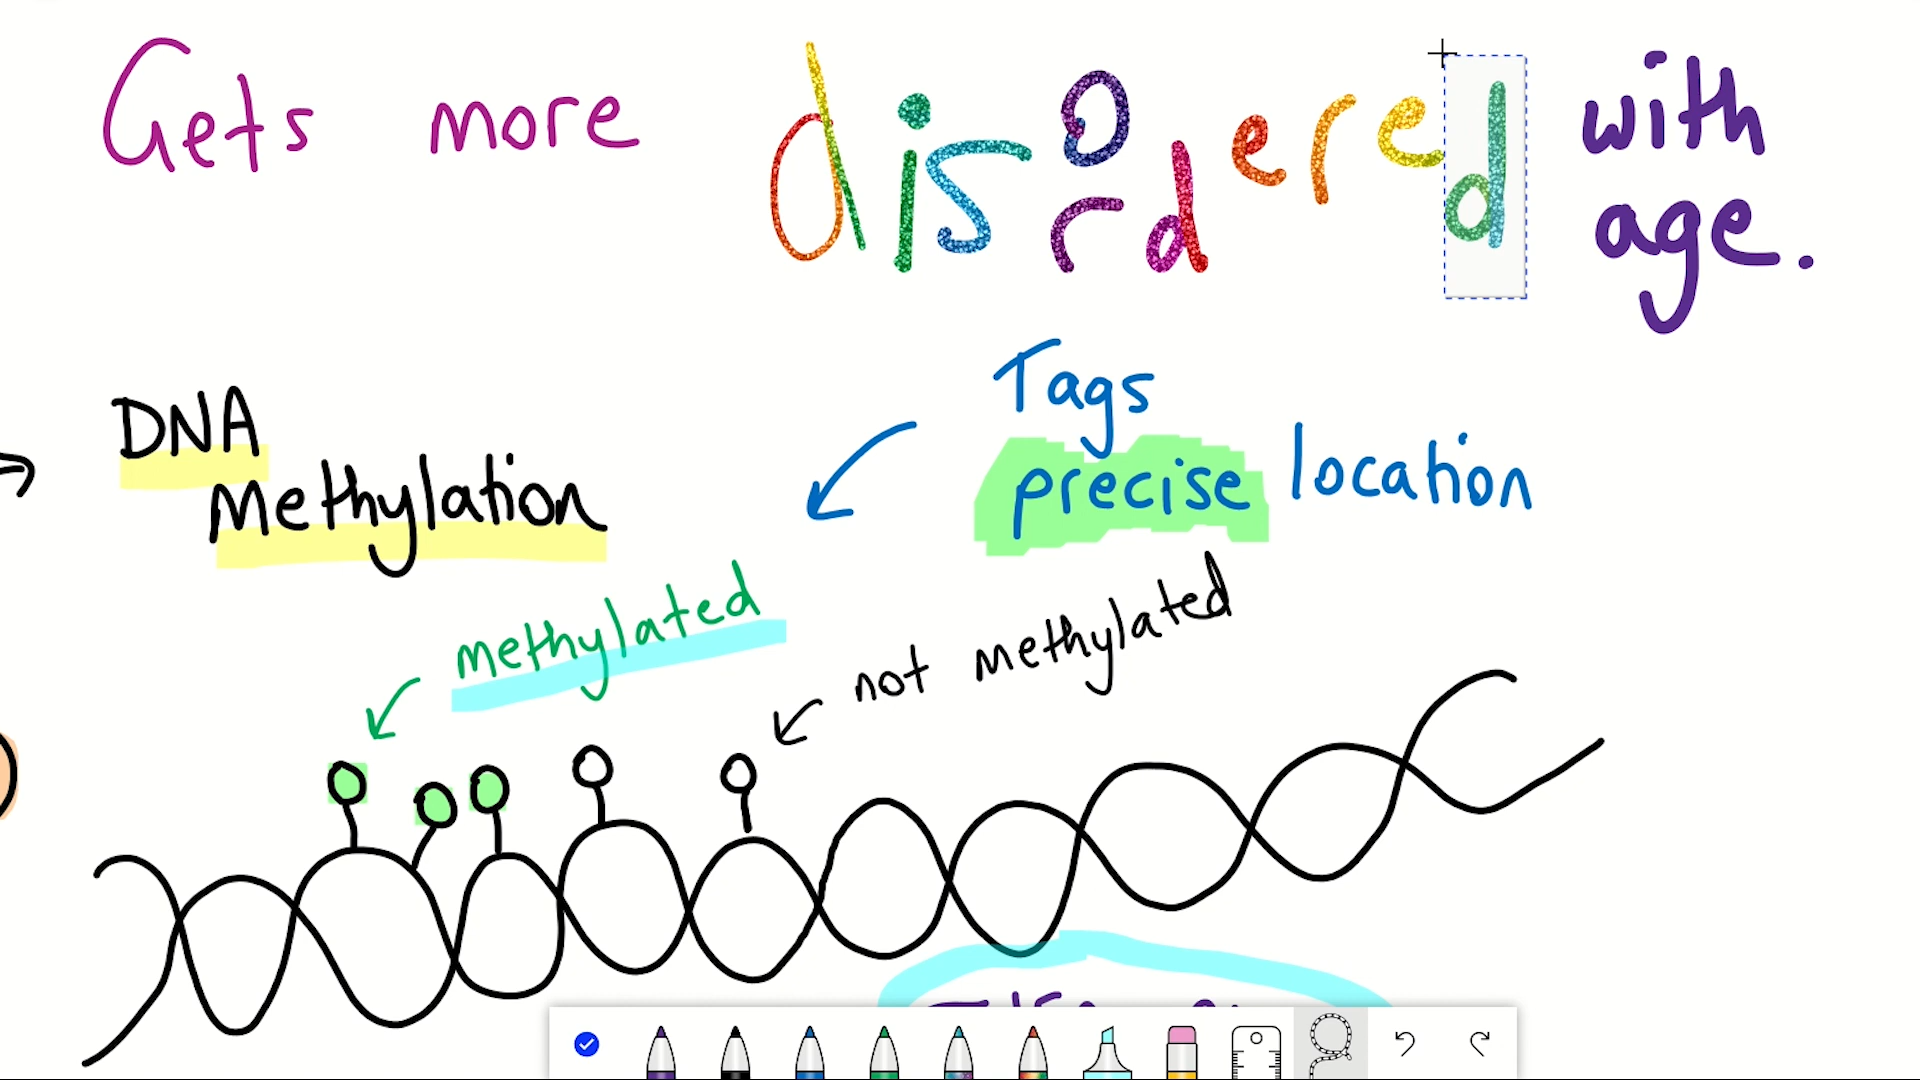 Gets more disordered with
age.
Tags
precise location
DNA
Methylation
methylated
not methylated